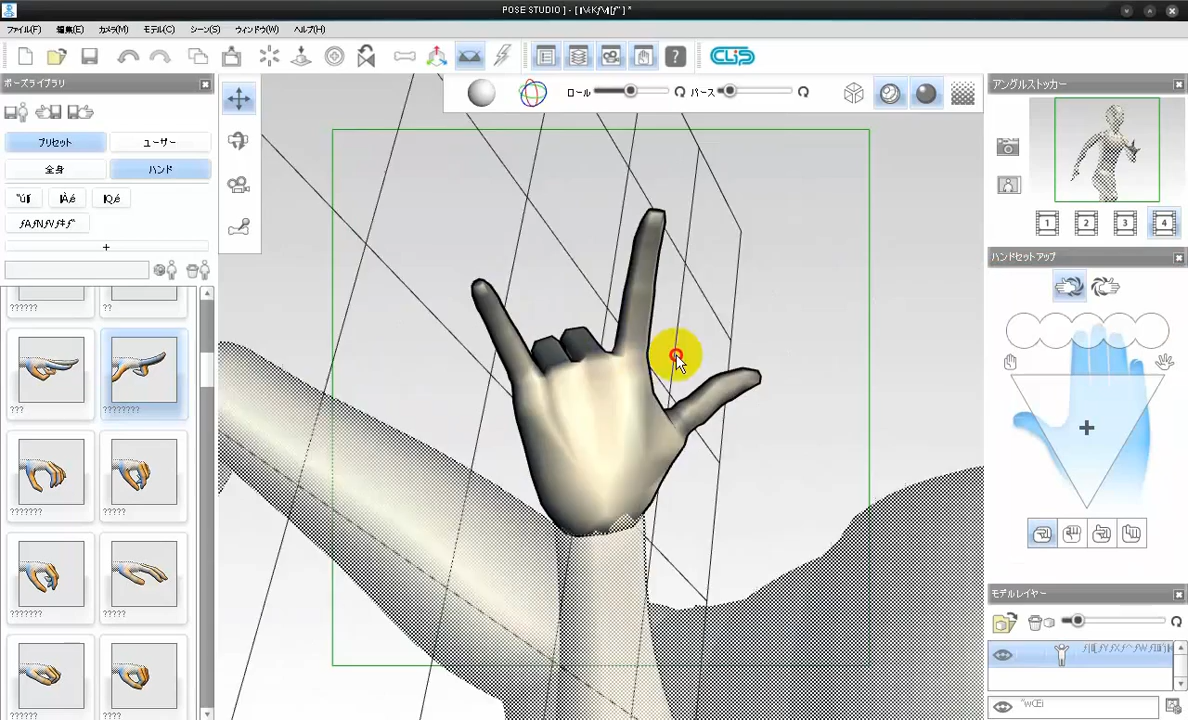 POSE STUDIO ] - [
ファイル(F) 編集(E) カメラ(M) モデル(C) シーン(S) ウィンドウ(W) ヘルプ(H)
CLiP
ポーズライブラリ
ロール
パース
アングルストッカー
プリセット
ユーザー
全身
ハンド
1 2 3 4
ハンドセットアップ
??????
??
???
????????
???????
?????
???????
?????
????
モデルレイヤー